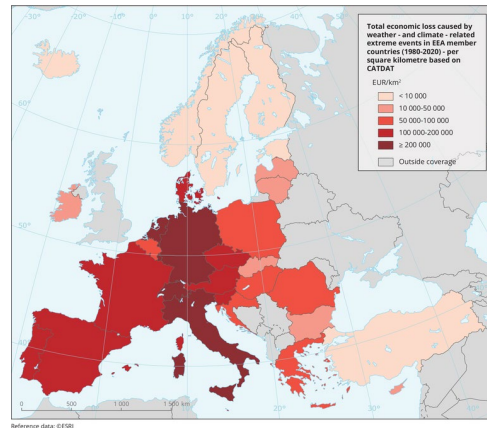 -30°
-20°
-10°
0°
10°
20°
30°
40°
50°
60°
70°
Total economic loss caused by
weather - and climate - related
extreme events in EEA member
countries (1980-2020) - per
square kilometre based on
CATDAT
EUR/km²
< 10 000
10 000-50 000
50 000-100 000
100 000-200 000
≥ 200 000
Outside coverage
60°
50°
40°
0 500 1 000 1 500 km
0°
10°
20°
30°
Reference data: ©ESRI